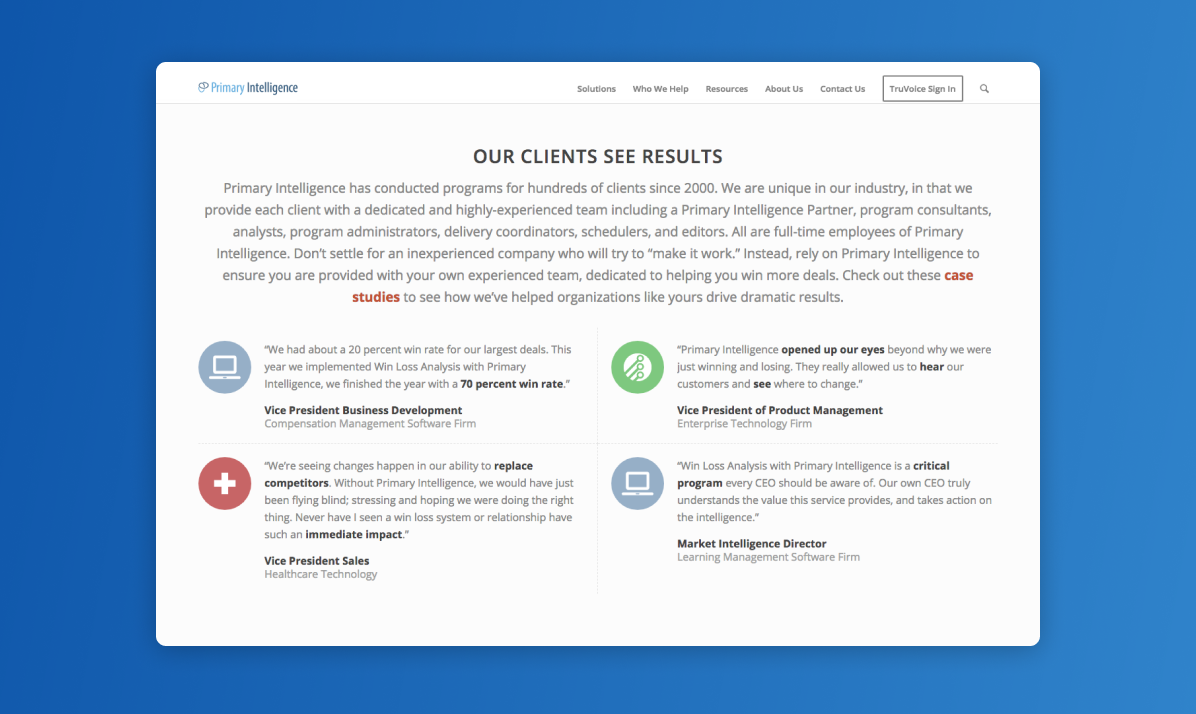 Primary Intelligence
Solutions Who We Help Resources About Us Contact Us TruVoice Sign In
OUR CLIENTS SEE RESULTS
Primary Intelligence has conducted programs for hundreds of clients since 2000. We are unique in our industry, in that we
provide each client with a dedicated and highly-experienced team including a Primary Intelligence Partner, program consultants,
analysts, program administrators, delivery coordinators, schedulers, and editors. All are full-time employees of Primary
Intelligence. Don’t settle for an inexperienced company who will try to “make it work.” Instead, rely on Primary Intelligence to
ensure you are provided with your own experienced team, dedicated to helping you win more deals. Check out these case
studies to see how we’ve helped organizations like yours drive dramatic results.
“We had about a 20 percent win rate for our largest deals. This
year we implemented Win Loss Analysis with Primary
Intelligence, we finished the year with a 70 percent win rate.”
Vice President Business Development
Compensation Management Software Firm
“Primary Intelligence opened up our eyes beyond why we were
just winning and losing. They really allowed us to hear our
customers and see where to change.”
Vice President of Product Management
Enterprise Technology Firm
“We’re seeing changes happen in our ability to replace
competitors. Without Primary Intelligence, we would have just
been flying blind; stressing and hoping we were doing the right
thing. Never have I seen a win loss system or relationship have
such an immediate impact.”
Vice President Sales
Healthcare Technology
“Win Loss Analysis with Primary Intelligence is a critical
program every CEO should be aware of. Our own CEO truly
understands the value this service provides, and takes action on
the intelligence.”
Market Intelligence Director
Learning Management Software Firm